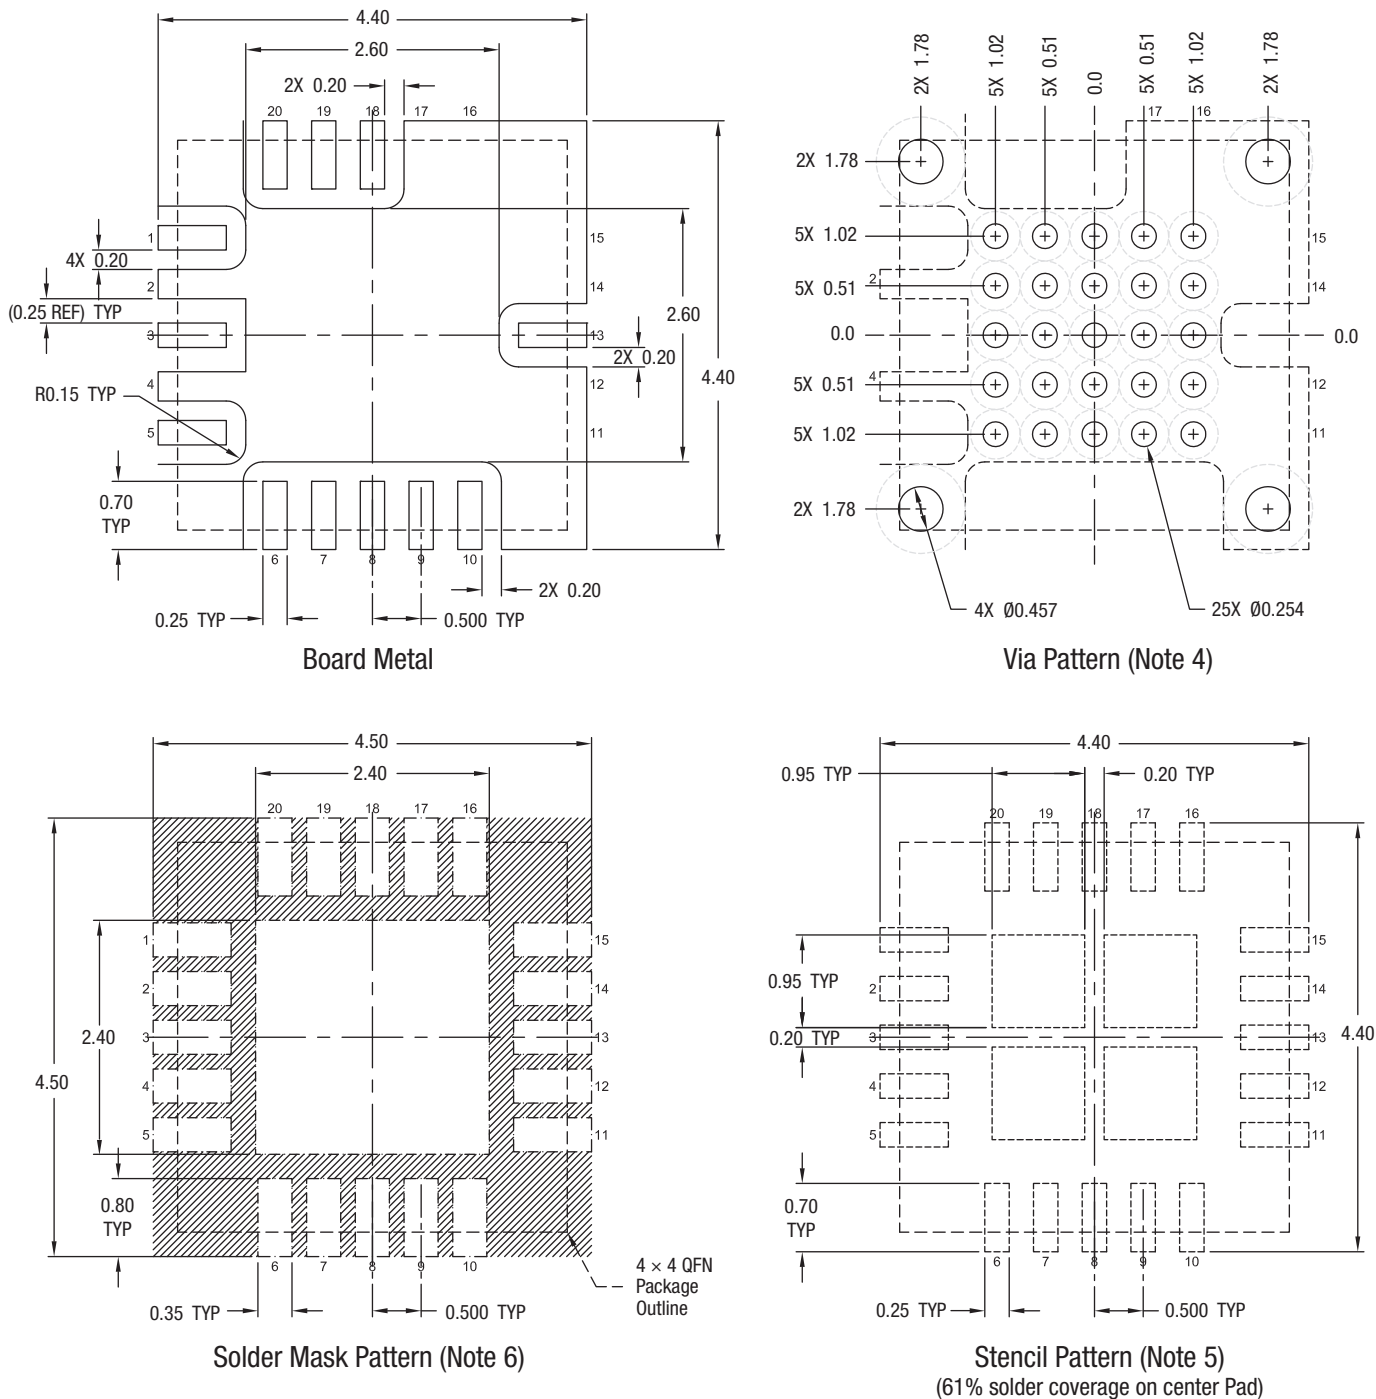 4.40
2.60
2X 0.20
20
19
18
17
16
1
4X 0.20
2
(0.25 REF) TYP
3
4
R0.15 TYP
5
15
14
13
2X 0.20
12
11
2.60
4.40
0.70
TYP
6
7
8
9
10
2X 0.20
0.25 TYP
0.500 TYP
Board Metal
2X 1.78
5X 1.02
5X 0.51
0.0
5X 0.51
5X 1.02
2X 1.78
17
16
2X 1.78
5X 1.02
5X 0.51
0.0
5X 0.51
5X 1.02
2X 1.78
2
4
15
14
0.0
12
11
4X Ø0.457
25X Ø0.254
Via Pattern (Note 4)
4.50
2.40
20
19
18
17
16
1
2
3
4
5
2.40
4.50
15
14
13
12
11
0.80
TYP
6
7
8
9
10
0.35 TYP
0.500 TYP
4 × 4 QFN
Package
Outline
Solder Mask Pattern (Note 6)
4.40
0.95 TYP
0.20 TYP
20
19
18
17
16
0.95 TYP
0.20 TYP
2
3
4
5
15
14
13
12
11
4.40
0.70
TYP
6
7
8
9
10
0.25 TYP
0.500 TYP
Stencil Pattern (Note 5)
(61% solder coverage on center Pad)